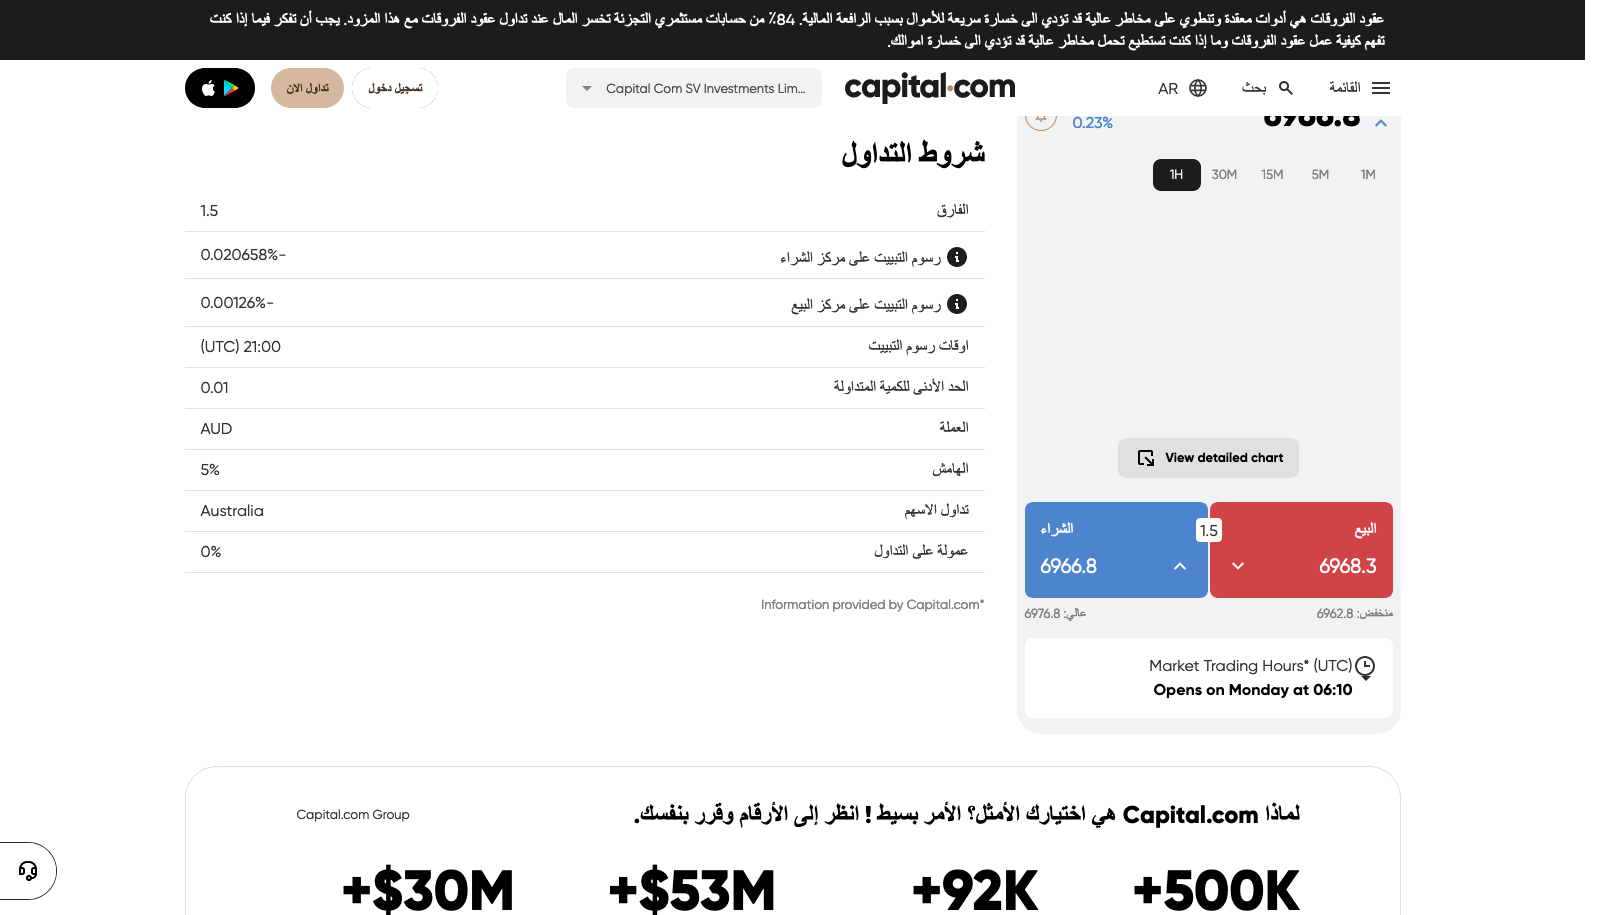 عقود الفروقات هي أدوات معقدة وتنطوي على مخاطر عالية قد تؤدي الى خسارة سريعة للأموال بسبب الرافعة المالية. 84٪ من حسابات مستثمري التجزئة تخسر المال عند تداول عقود الفروقات مع هذا المزود. يجب أن تفكر فيما إذا كنت
تفهم كيفية عمل عقود الفروقات وما إذا كنت تستطيع تحمل مخاطر عالية قد تؤدي الى خسارة اموالك.
القائمة
بحث
AR
capital.com
Capital Com SV Investments Lim...
تسجيل دخول
تداول الان
6966.8
0.23%
1H 30M 15M 5M 1M
View detailed chart
البيع
6968.3
1.5
الشراء
6966.8
منخفض: 6962.8
عالي: 6976.8
Market Trading Hours* (UTC)
Opens on Monday at 06:10
شروط التداول
الفارق 1.5
رسوم التبييت على مركز الشراء 0.020658%-
رسوم التبييت على مركز البيع 0.00126%-
اوقات رسوم التبييت 21:00 (UTC)
الحد الأدنى للكمية المتداولة 0.01
العملة AUD
الهامش 5%
تداول الاسهم Australia
عمولة على التداول 0%
Information provided by Capital.com*
لماذا Capital.com هي اختيارك الأمثل؟ الأمر بسيط ! انظر إلى الأرقام وقرر بنفسك.
Capital.com Group
+500K
+92K
+$53M
+$30M